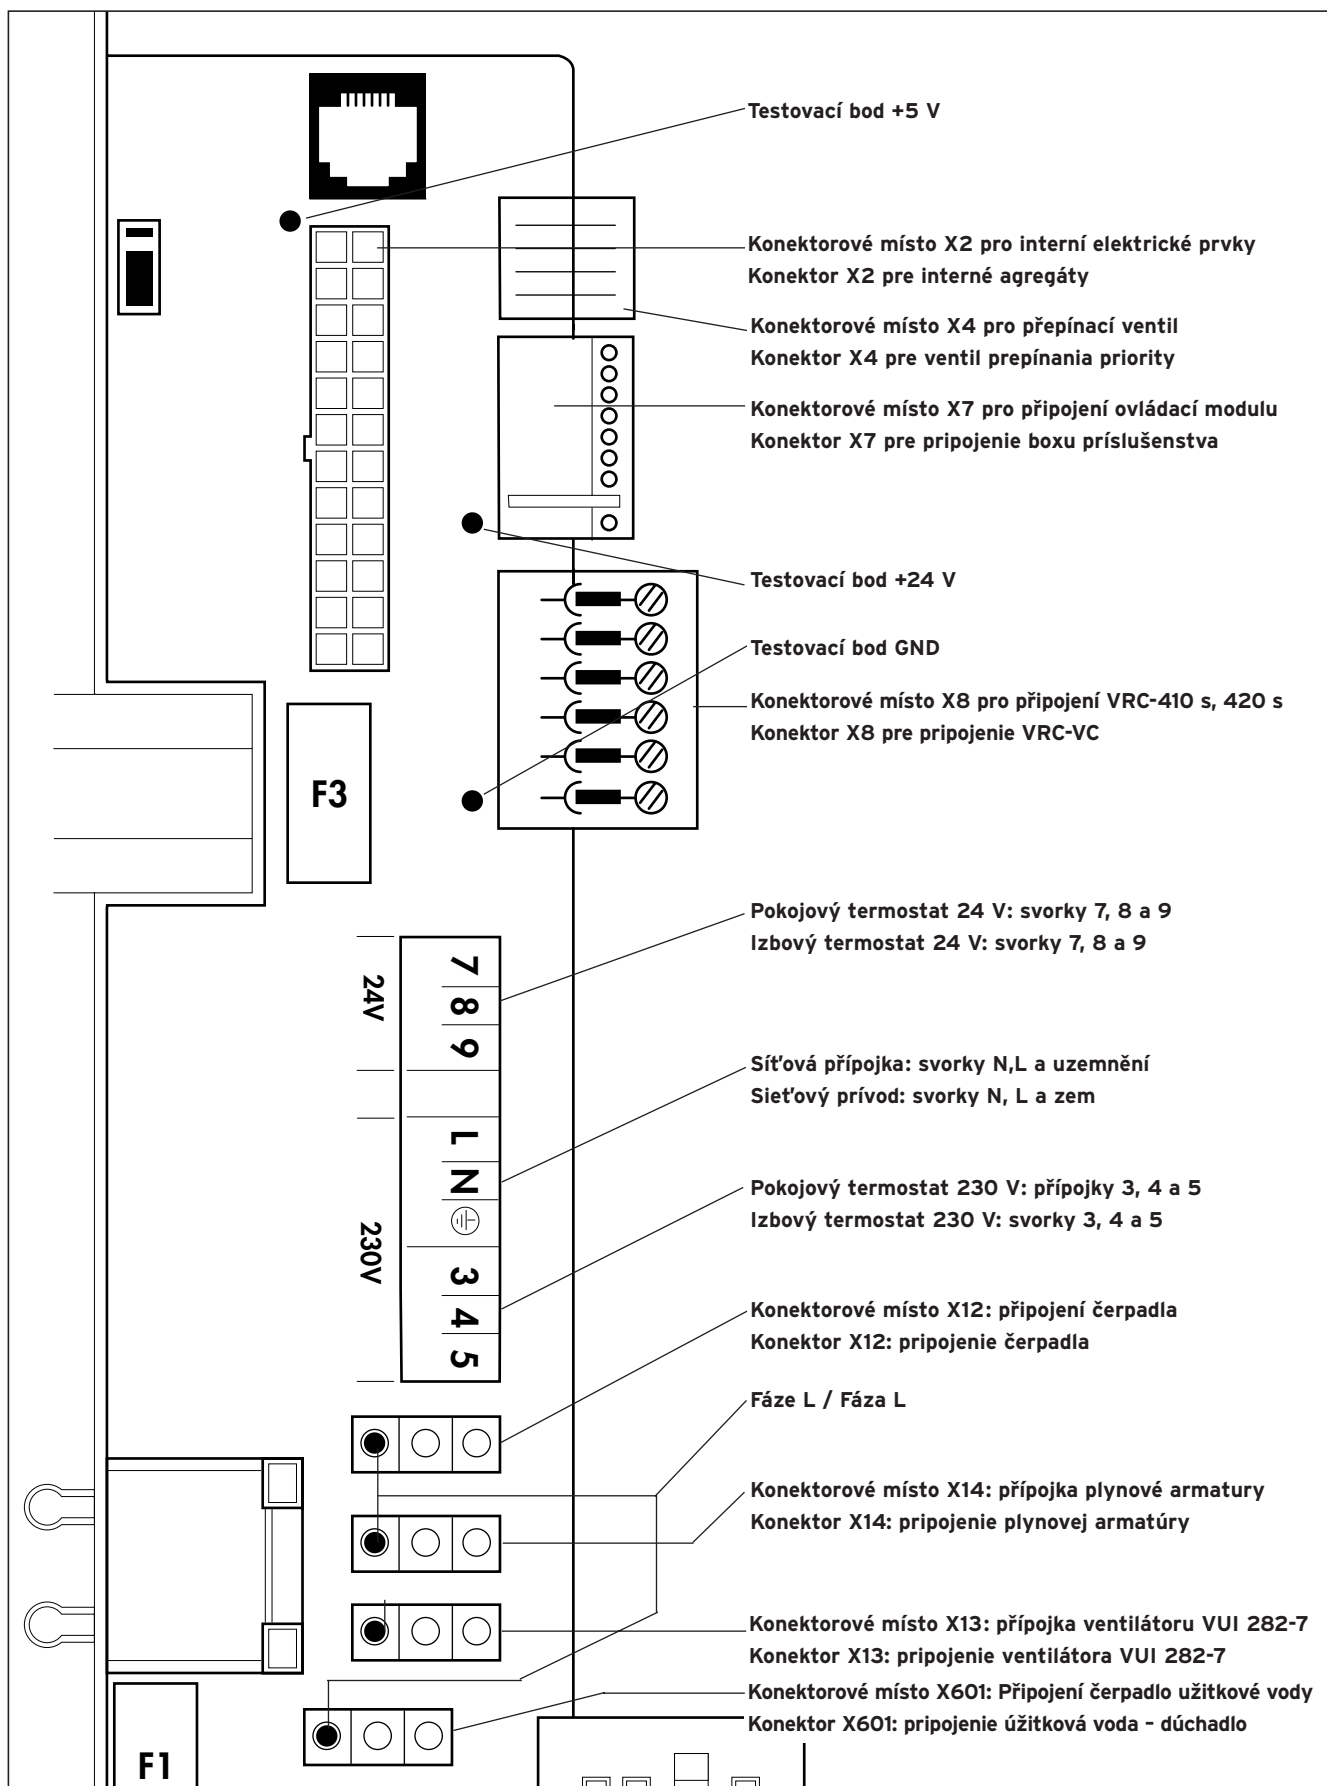 Testovací bod +5 V
Konektorové místo X2 pro interní elektrické prvky
Konektor X2 pre interné agregáty
Konektorové místo X4 pro přepínací ventil
Konektor X4 pre ventil prepínania priority
Konektorové místo X7 pro připojení ovládací modulu
Konektor X7 pre pripojenie boxu príslušenstva
Testovací bod +24 V
Testovací bod GND
Konektorové místo X8 pro připojení VRC-410 s, 420 s
Konektor X8 pre pripojenie VRC-VC
F3
Pokojový termostat 24 V: svorky 7, 8 a 9
Izbový termostat 24 V: svorky 7, 8 a 9
24V
7
8
9
Síťová přípojka: svorky N,L a uzemnění
Sieťový prívod: svorky N, L a zem
L
N
230V
Pokojový termostat 230 V: přípojky 3, 4 a 5
Izbový termostat 230 V: svorky 3, 4 a 5
3
4
5
Konektorové místo X12: připojení čerpadla
Konektor X12: pripojenie čerpadla
Fáze L / Fáza L
Konektorové místo X14: přípojka plynové armatury
Konektor X14: pripojenie plynovej armatúry
Konektorové místo X13: přípojka ventilátoru VUI 282-7
Konektor X13: pripojenie ventilátora VUI 282-7
Konektorové místo X601: Připojení čerpadlo užitkové vody
Konektor X601: pripojenie úžitková voda - dúchadlo
F1